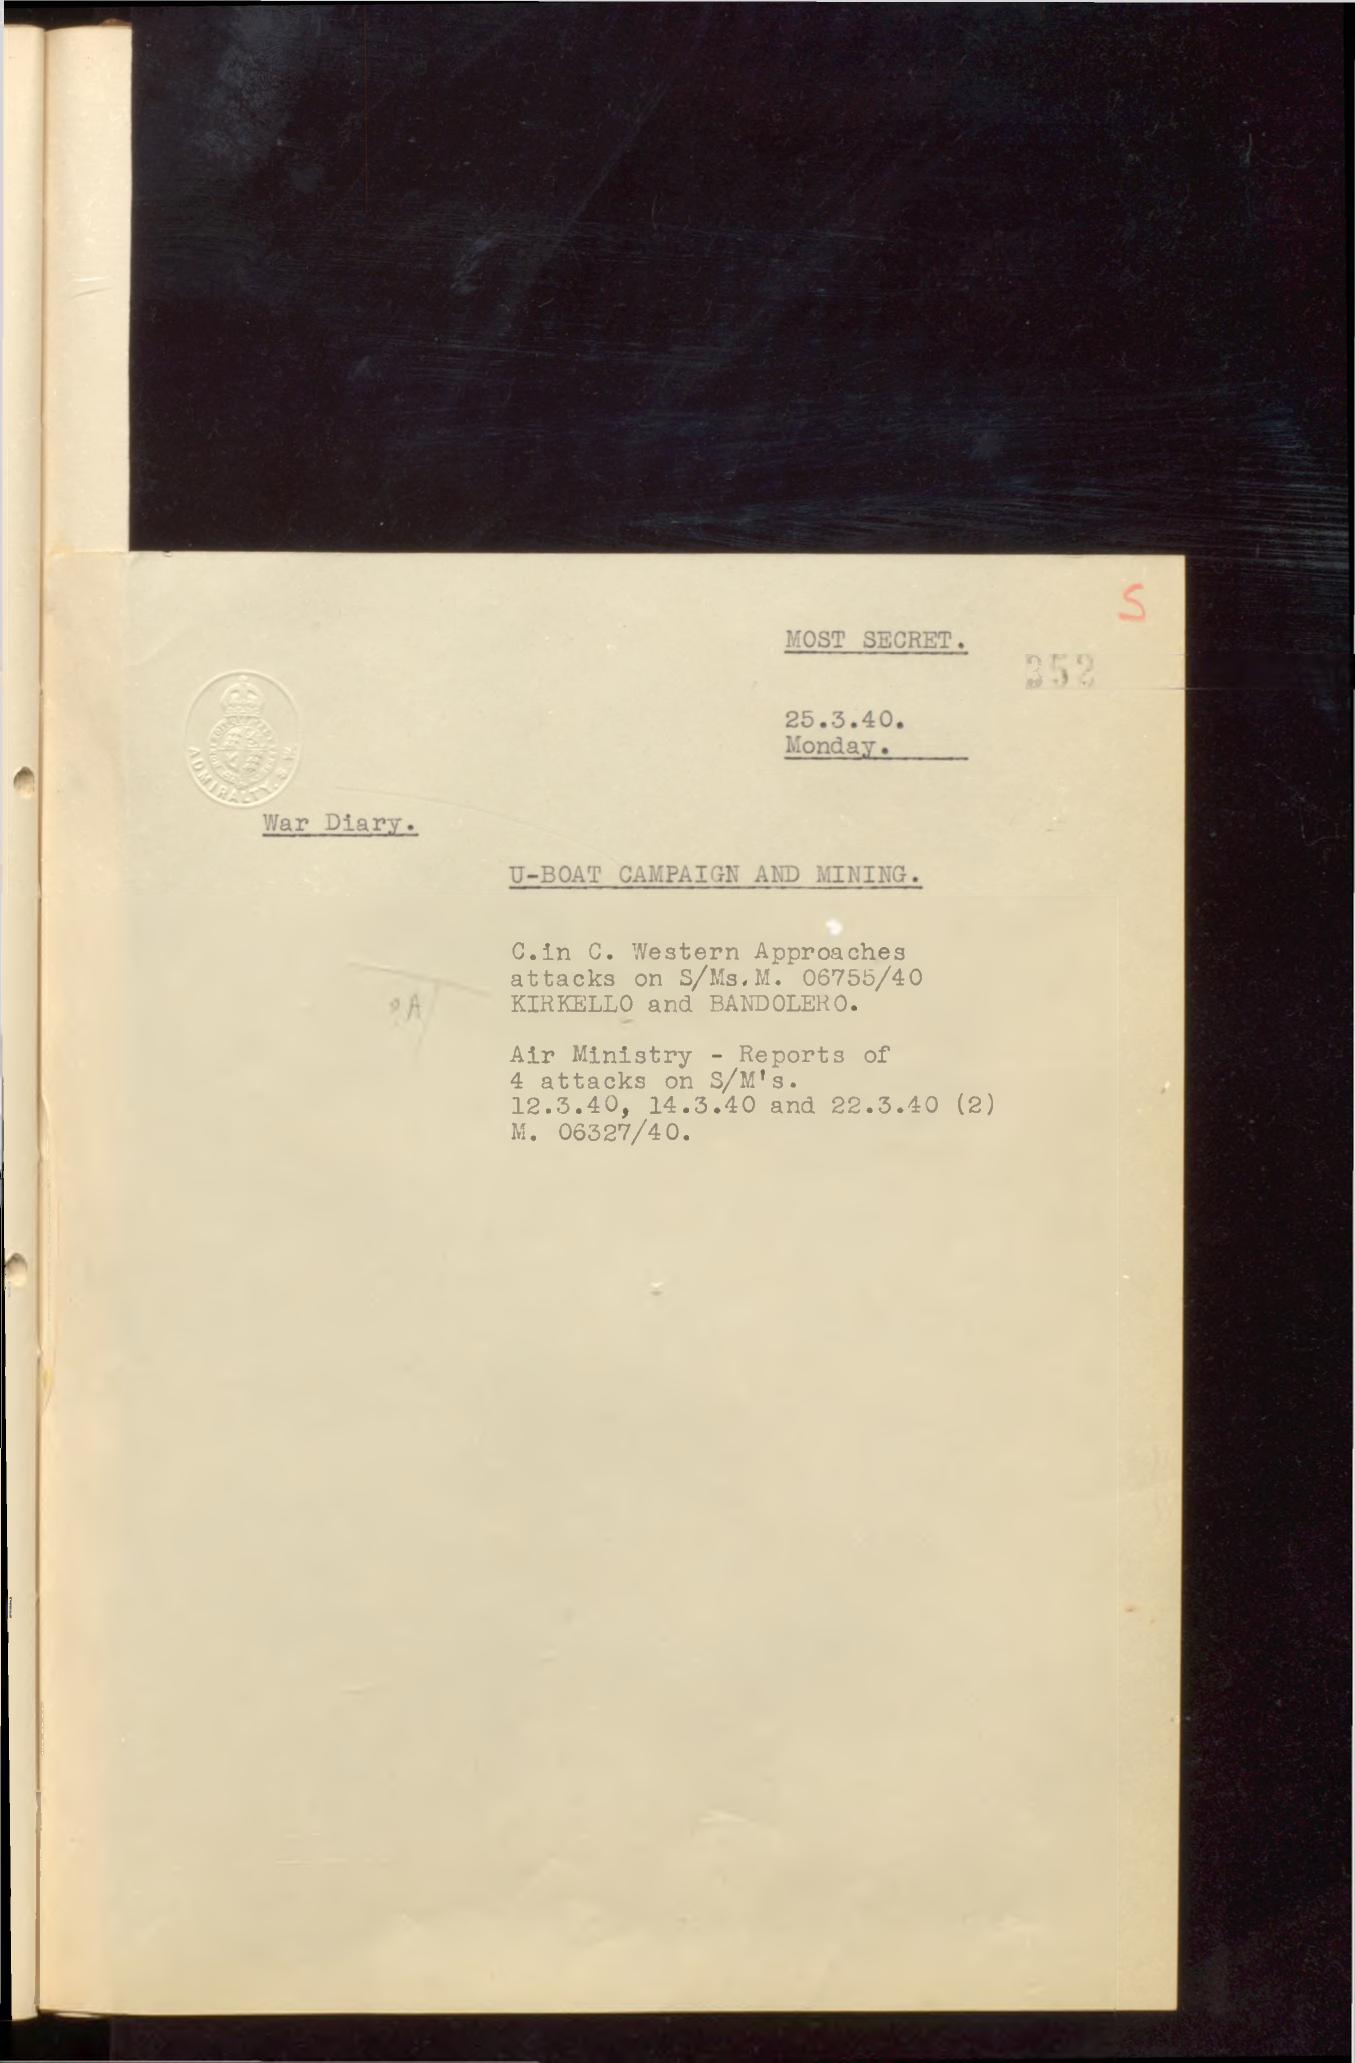 S
MOST SECRET.
352
25.3.40.
Monday.
ADMIRALTY. S.W.
War Diary.
U-BOAT CAMPAIGN AND MINING.
C.in C. Western Approaches
attacks on S/Ms.M. 06755/40
KIRKELLO and BANDOLERO.
Air Ministry - Reports of
4 attacks on S/M's.
12.3.40, 14.3.40 and 22.3.40 (2)
M. 06327/40.